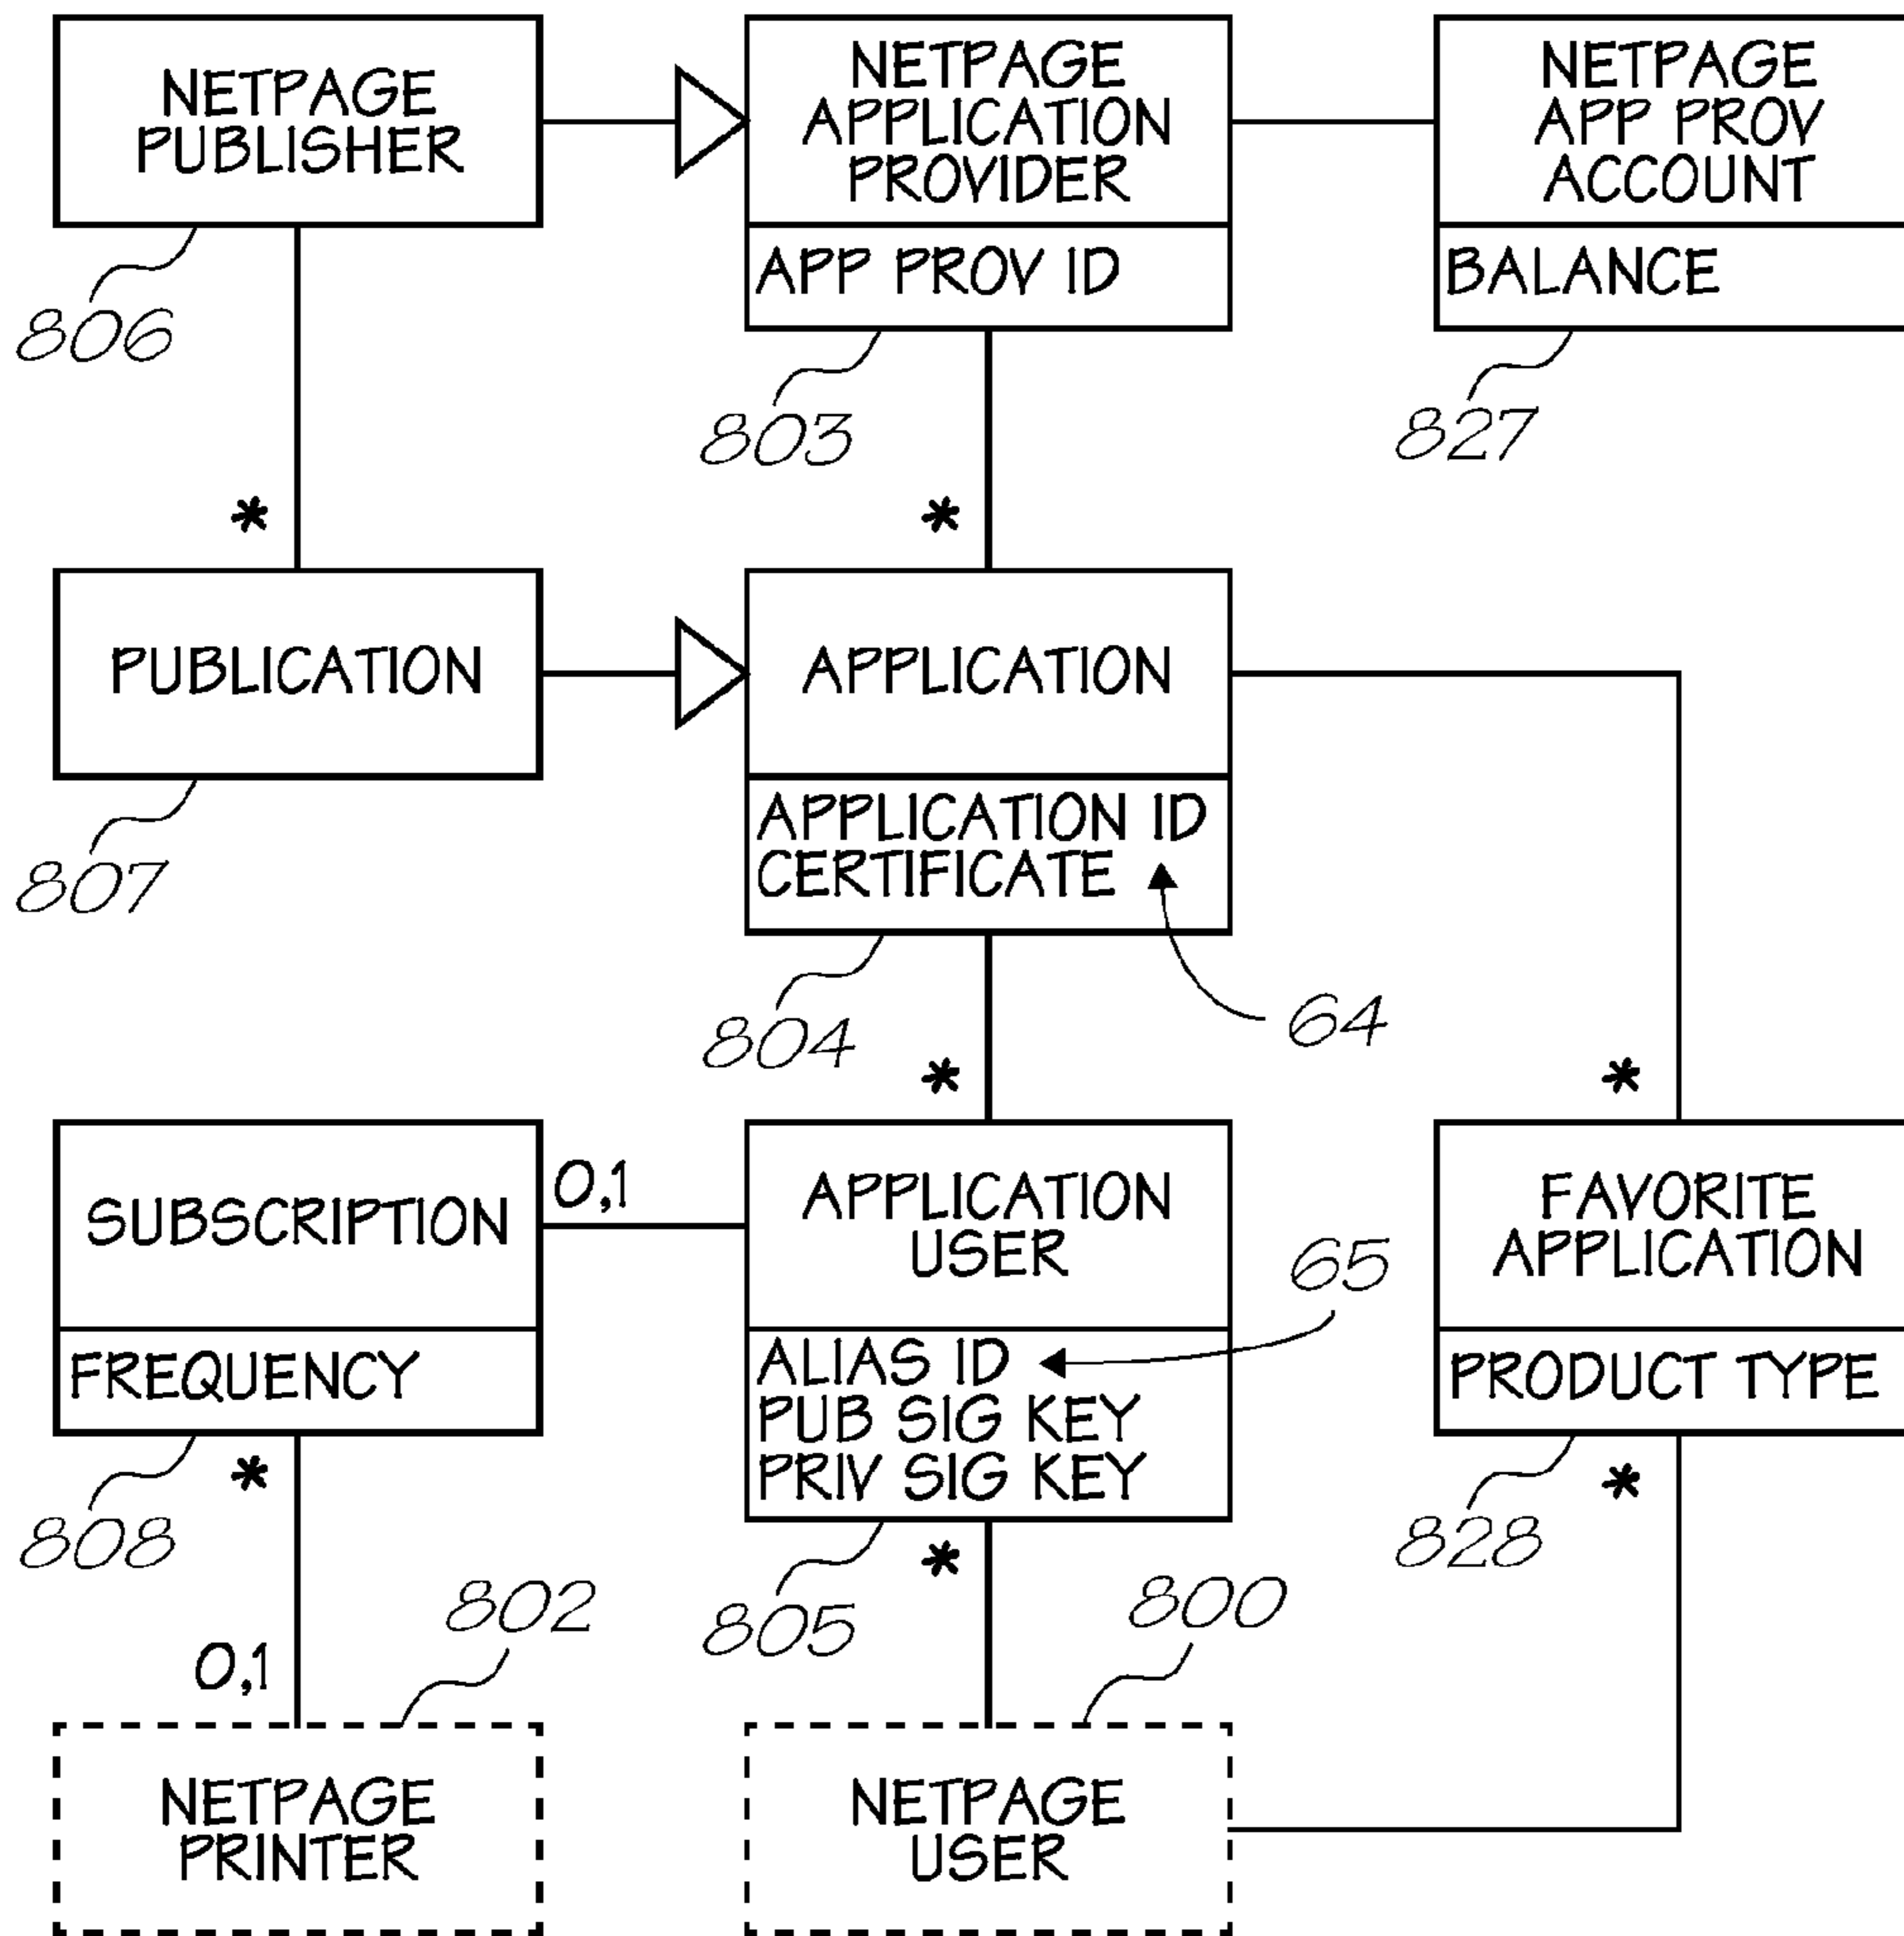 NETPAGE
PUBLISHER
806
NETPAGE
APPLICATION
PROVIDER
APP PROV ID
803
NETPAGE
APP PROV
ACCOUNT
BALANCE
827
*
*
PUBLICATION
807
APPLICATION
APPLICATION ID
CERTIFICATE
64
804
*
*
SUBSCRIPTION
FREQUENCY
0,1
808
*
APPLICATION
USER
ALIAS ID
PUB SIG KEY
PRIV SIG KEY
65
805
*
FAVORITE
APPLICATION
PRODUCT TYPE
828
*
0,1
802
NETPAGE
PRINTER
800
NETPAGE
USER